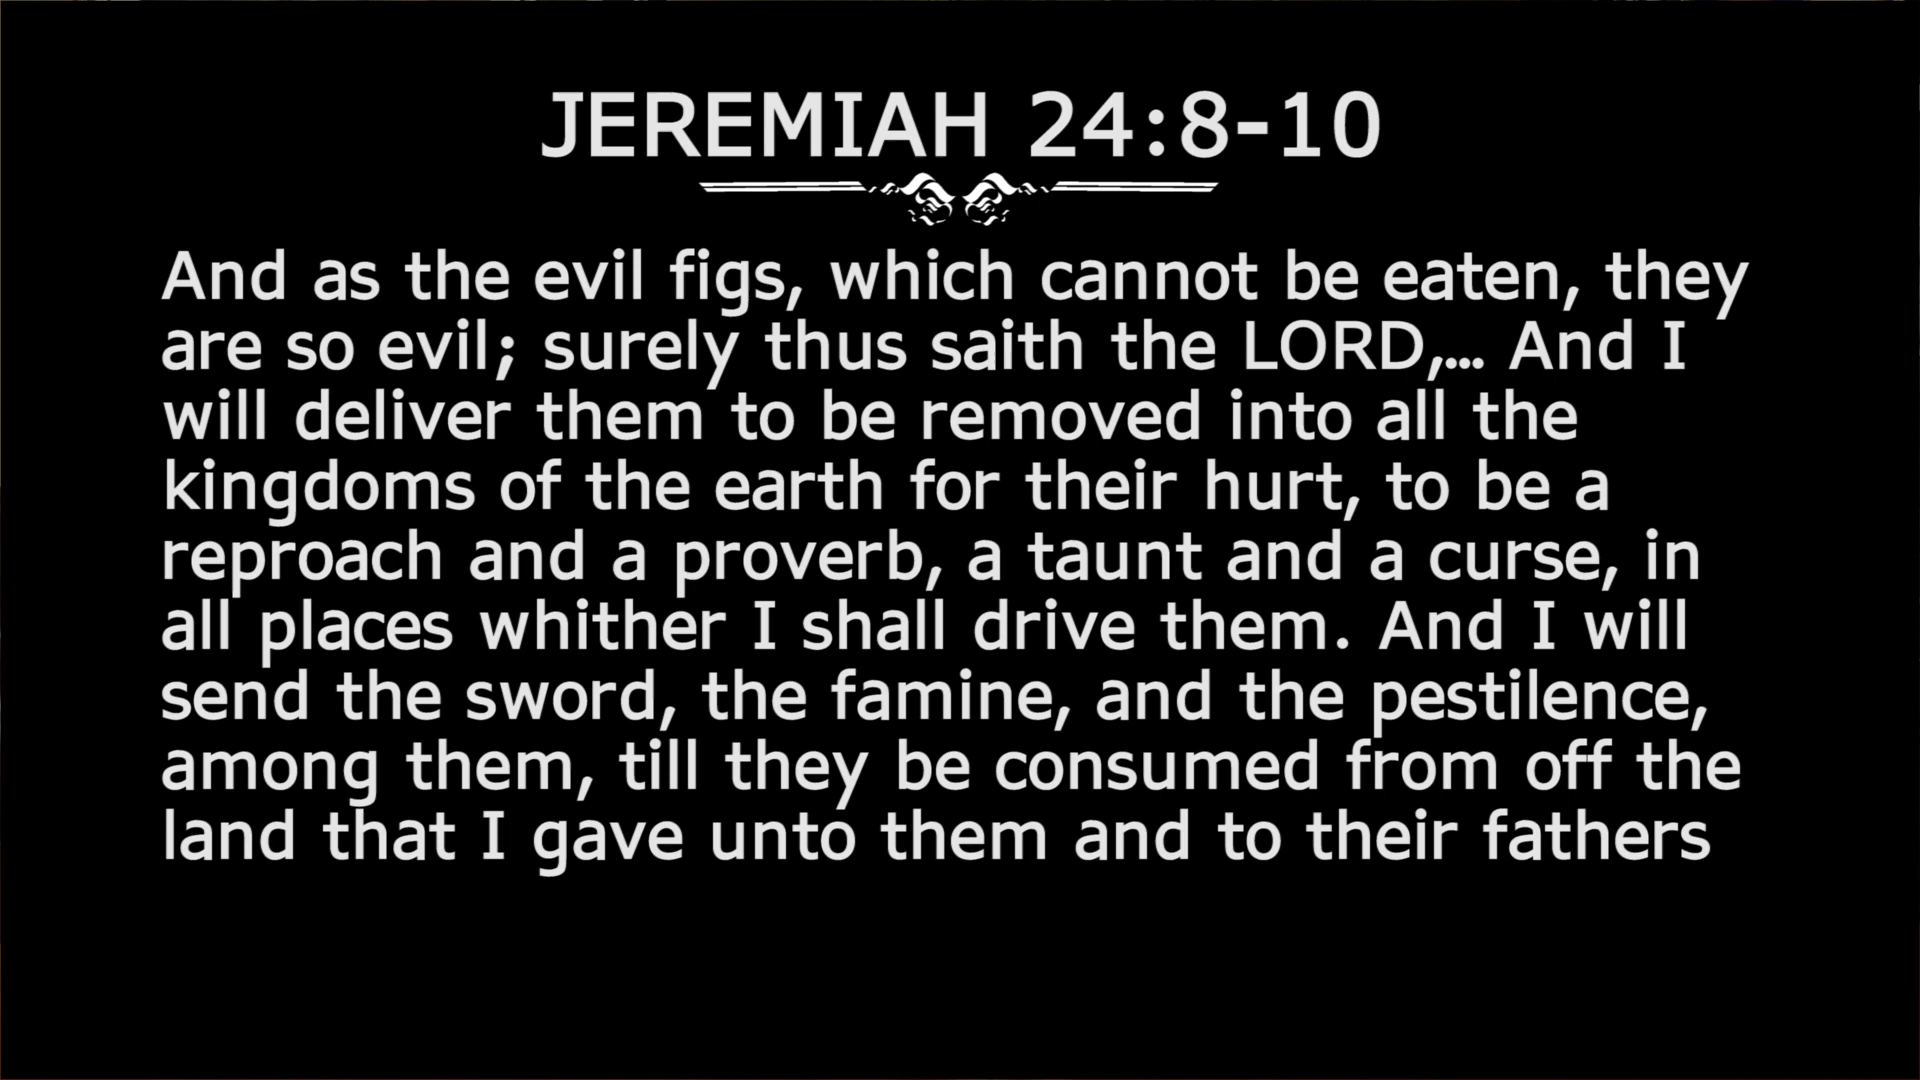 JEREMIAH 24:8-10
And as the evil figs, which cannot be eaten, they
are so evil; surely thus saith the LORD,... And I
will deliver them to be removed into all the
kingdoms of the earth for their hurt, to be a
reproach and a proverb, a taunt and a curse, in
all places whither I shall drive them. And I will
send the sword, the famine, and the pestilence,
among them, till they be consumed from off the
land that I gave unto them and to their fathers